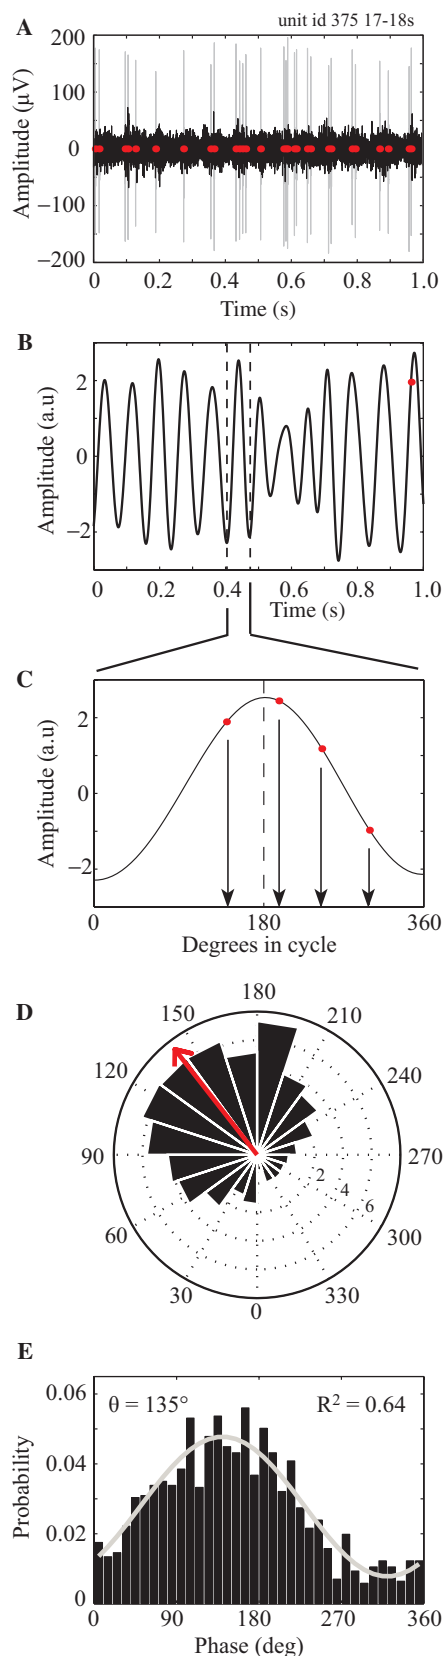 unit id 375 17-18s
A
200
100
0
−100
−200
Amplitude (µV)
0 0.2 0.4 0.6 0.8 1.0
Time (s)
B
2
0
−2
Amplitude (a.u)
0 0.2 0.4 0.6 0.8 1.0
Time (s)
C
2
0
−2
Amplitude (a.u)
0 180 360
Degrees in cycle
D
180
150 210
120 240
90 270
60 300
30 330
0
2
4
6
E
θ = 135° R² = 0.64
0.06
0.04
0.02
0
Probability
0 90 180 270 360
Phase (deg)